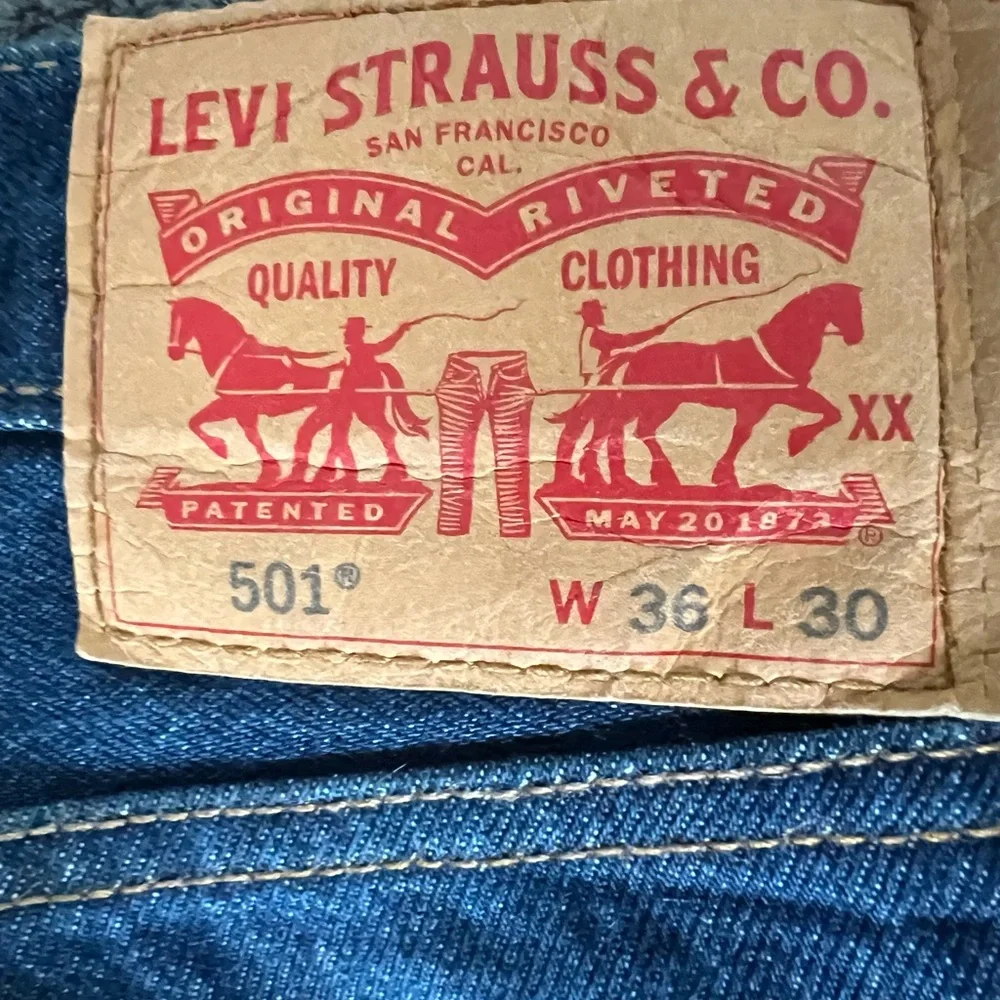 LEVI STRAUSS & CO.
SAN FRANCISCO
CAL.
ORIGINAL RIVETED
QUALITY CLOTHING
XX
PATENTED MAY 20 1873
®
501® W 36 L 30